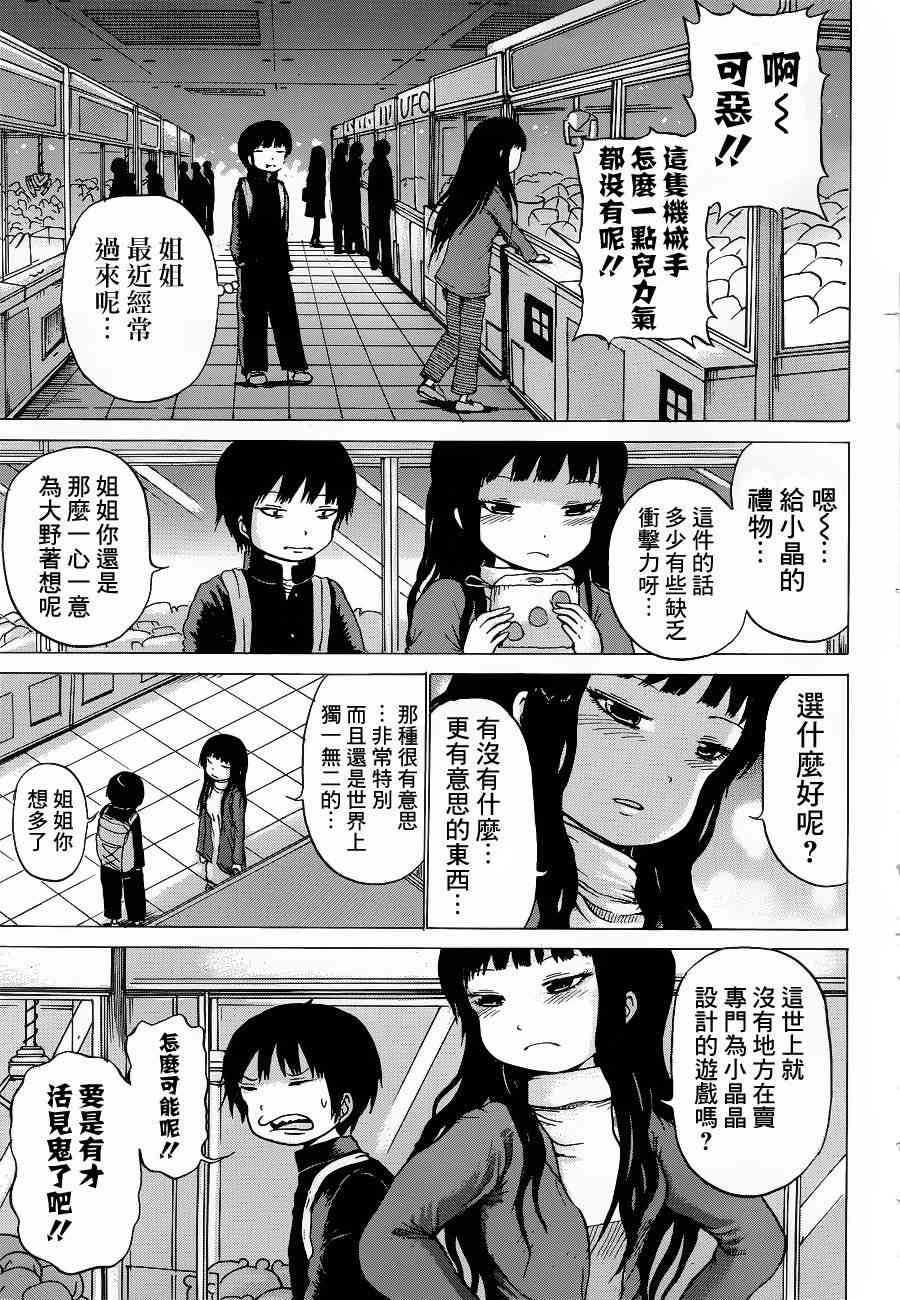 啊～
可惡!!
這隻機械手
怎麼一點兒力氣
都没有呢!!
UFO
姐姐
最近經常
過來呢…
嗯～…
給小晶的
禮物…
這件的話
多少有些缺乏
衝擊力呀…
姐姐你還是
那麼一心一意
為大野著想呢
選什麼好呢?
有沒有什麼…
更有意思的東西…
那種很有意思
…非常特別
而且還是世界上
獨一無二的…
姐姐你
想多了
這世上就
沒有地方在賣
專門為小晶晶
設計的遊戲嗎?
怎麼可能呢!!
要是有才
活見鬼了吧!!